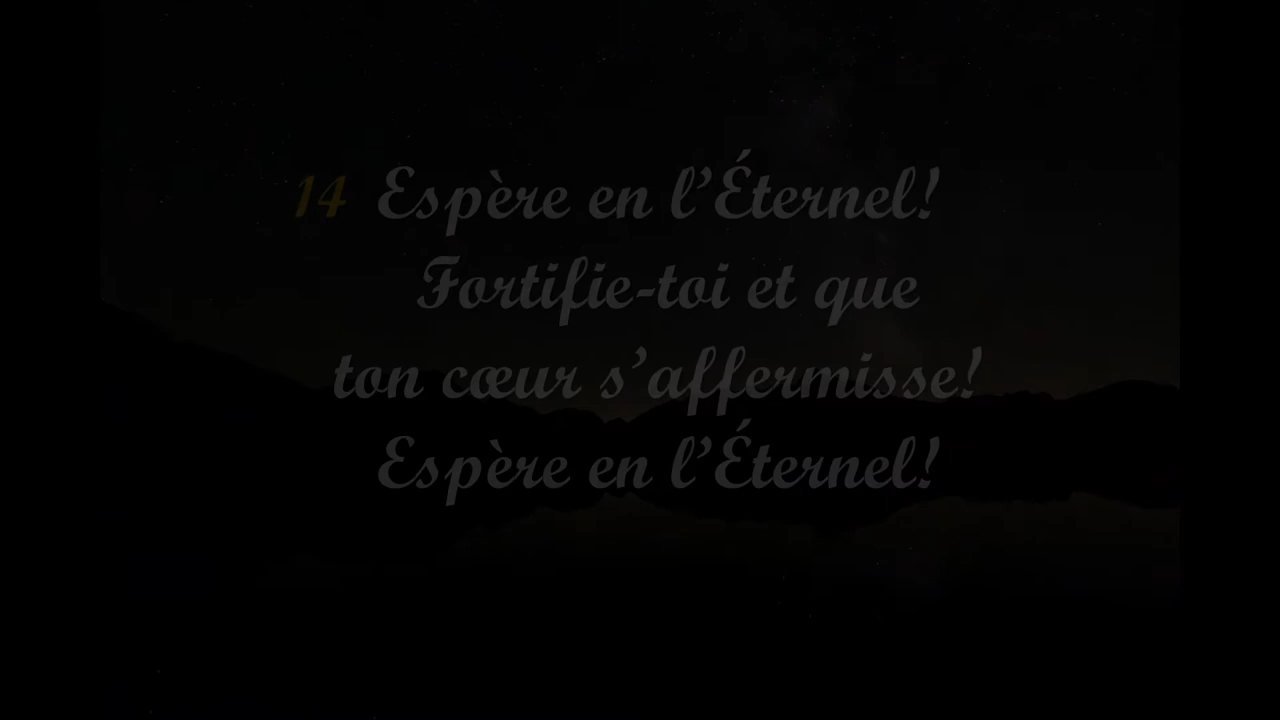 14 Espère en l’Éternel!
Fortifie-toi et que
ton cœur s’affermisse!
Espère en l’Éternel!